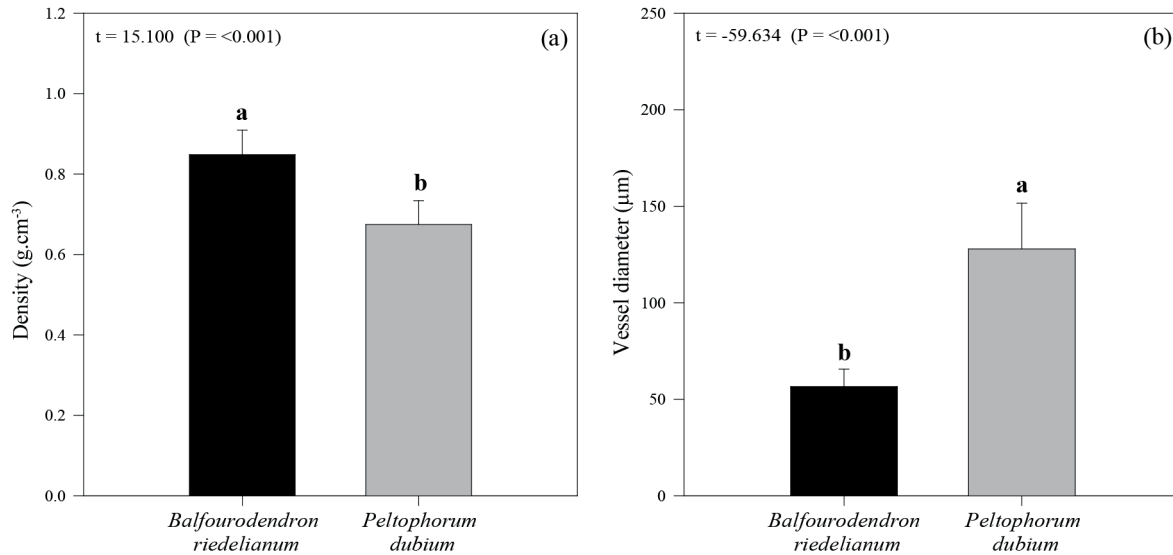 t = 15.100 (P = <0.001)
(a)
1.2
1.0
0.8
0.6
0.4
0.2
0.0
Density (g.cm⁻³)
a
b
Balfourodendron
riedelianum
Peltophorum
dubium
t = -59.634 (P = <0.001)
(b)
250
200
150
100
50
0
Vessel diameter (µm)
b
a
Balfourodendron
riedelianum
Peltophorum
dubium